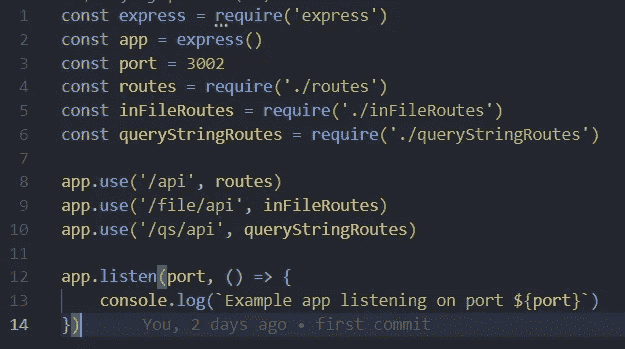 1 const express = require('express')
2 const app = express()
3 const port = 3002
4 const routes = require('./routes')
5 const inFileRoutes = require('./inFileRoutes')
6 const queryStringRoutes = require('./queryStringRoutes')
7
8 app.use('/api', routes)
9 app.use('/file/api', inFileRoutes)
10 app.use('/qs/api', queryStringRoutes)
11
12 app.listen(port, () => {
13     console.log(`Example app listening on port ${port}`)
14 })     You, 2 days ago • first commit